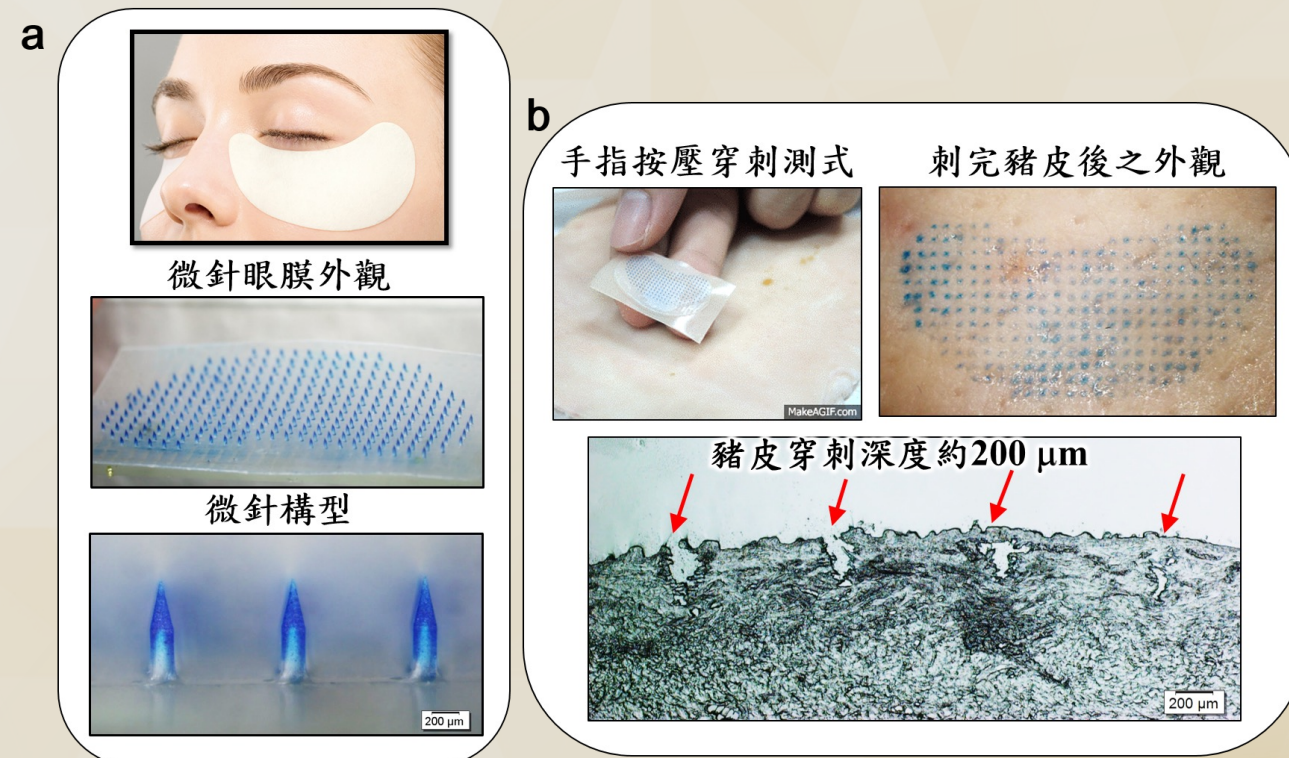 a
微針眼膜外觀
微針構型
200 μm
b
手指按壓穿刺測式
刺完豬皮後之外觀
MakeAGIF.com
豬皮穿刺深度約200 μm
200 μm